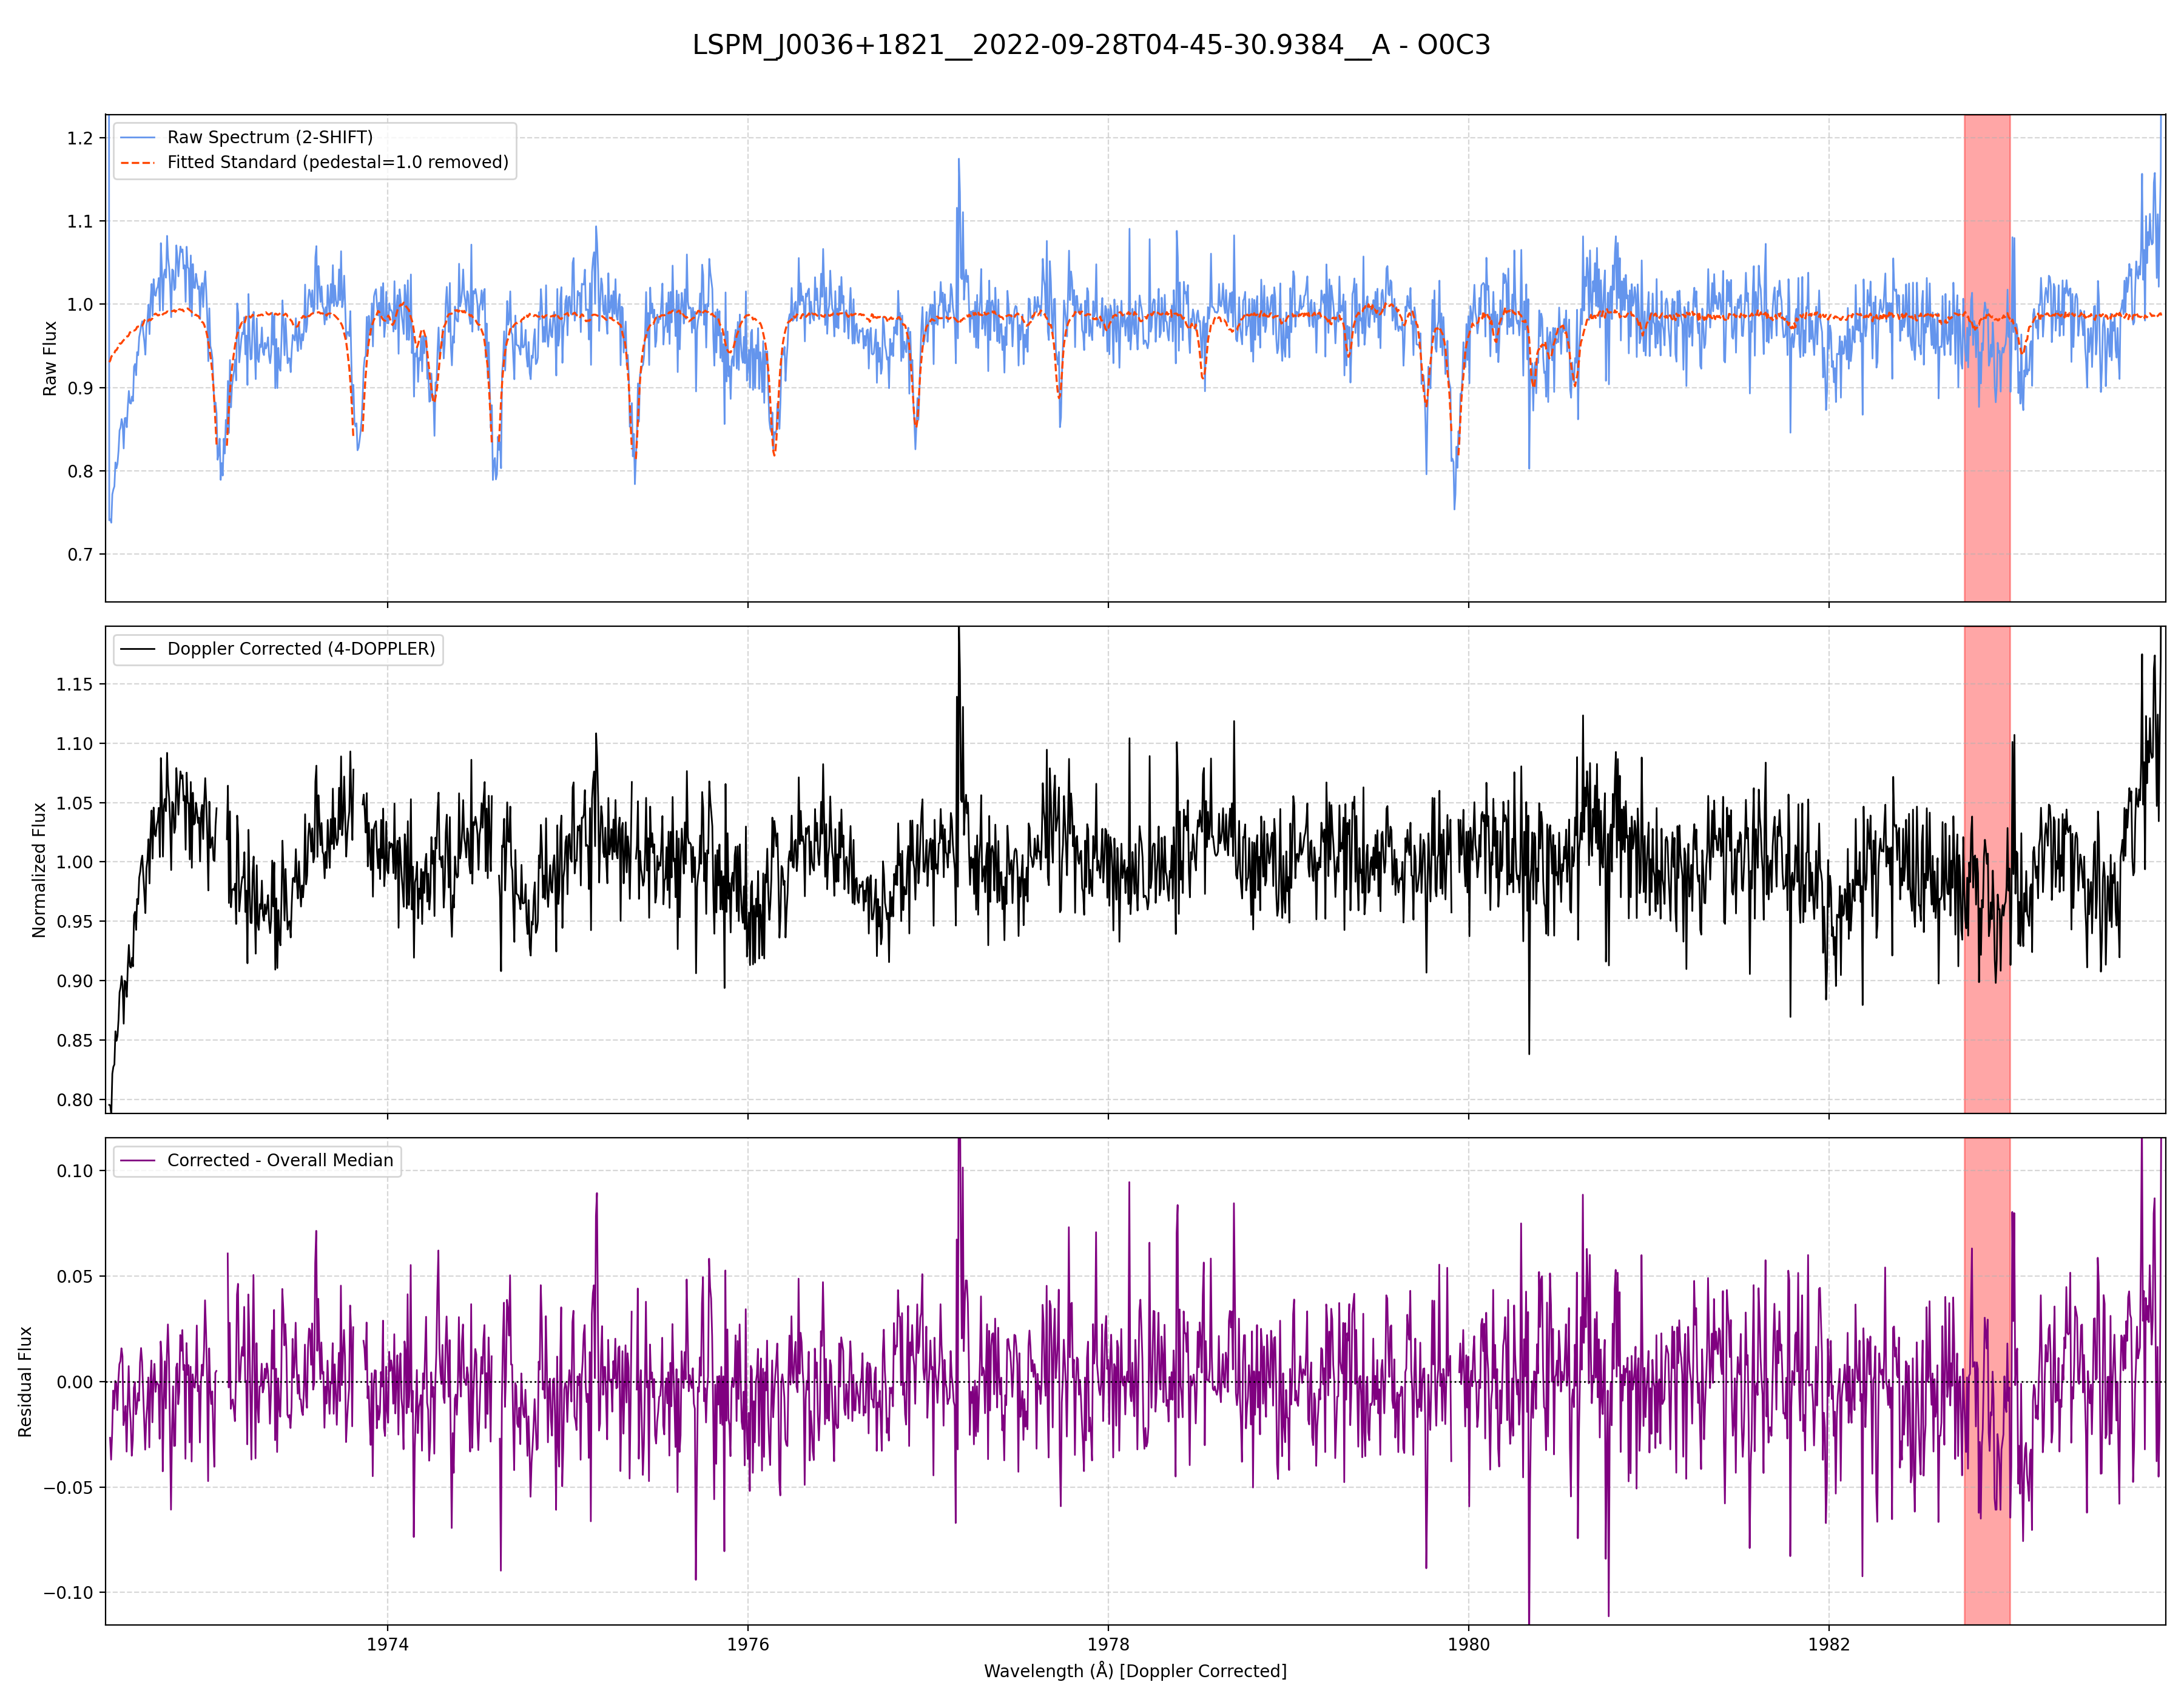 LSPM_J0036+1821__2022-09-28T04-45-30.9384__A - O0C3
Raw Spectrum (2-SHIFT)
Fitted Standard (pedestal=1.0 removed)
Raw Flux
1.2
1.1
1.0
0.9
0.8
0.7
Doppler Corrected (4-DOPPLER)
Normalized Flux
1.15
1.10
1.05
1.00
0.95
0.90
0.85
0.80
Corrected - Overall Median
Residual Flux
0.10
0.05
0.00
−0.05
−0.10
1974 1976 1978 1980 1982
Wavelength (Å) [Doppler Corrected]